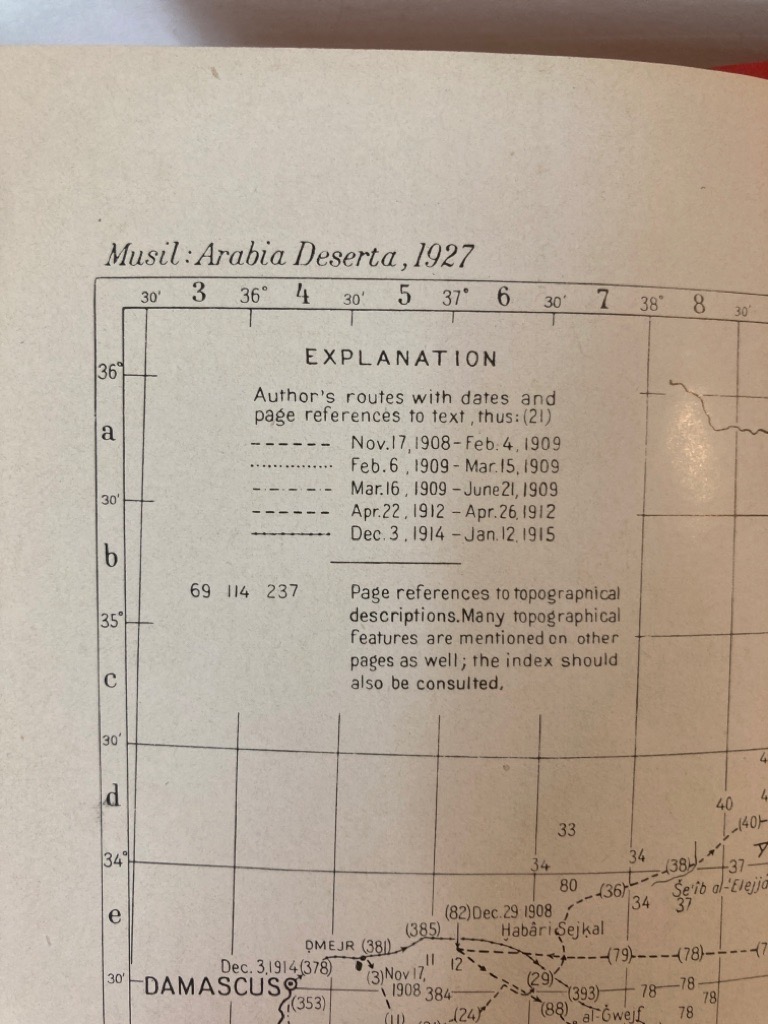 Musil: Arabia Deserta, 1927
30' 3 36° 4 30' 5 37° 6 30' 7 38° 8 30'
EXPLANATION
36°
Author's routes with dates and
page references to text, thus: (21)
a
Nov. 17, 1908 - Feb. 4, 1909
Feb. 6, 1909 - Mar. 15, 1909
Mar. 16, 1909 - June 21, 1909
30'
Apr. 22, 1912 - Apr. 26, 1912
Dec. 3, 1914 - Jan. 12, 1915
b
69 114 237
Page references to topographical
descriptions. Many topographical
35°
features are mentioned on other
pages as well; the index should
c
also be consulted.
30'
d
40
(40)
33
34°
34 34 (38) 37
80 (36) Še'îb al-'Elejjâ
34 37
e
(82) Dec. 29 1908
(385) Ḫabâri Sejḳal
ḌMEJR (381)
11 12 (79) (78)
Dec. 3, 1914 (378)
(3) Nov 17,
30' DAMASCUS 1908 384 (29) (393) 78 78 78
(353)
(11) (24) (88) al-Ǧwejf 78